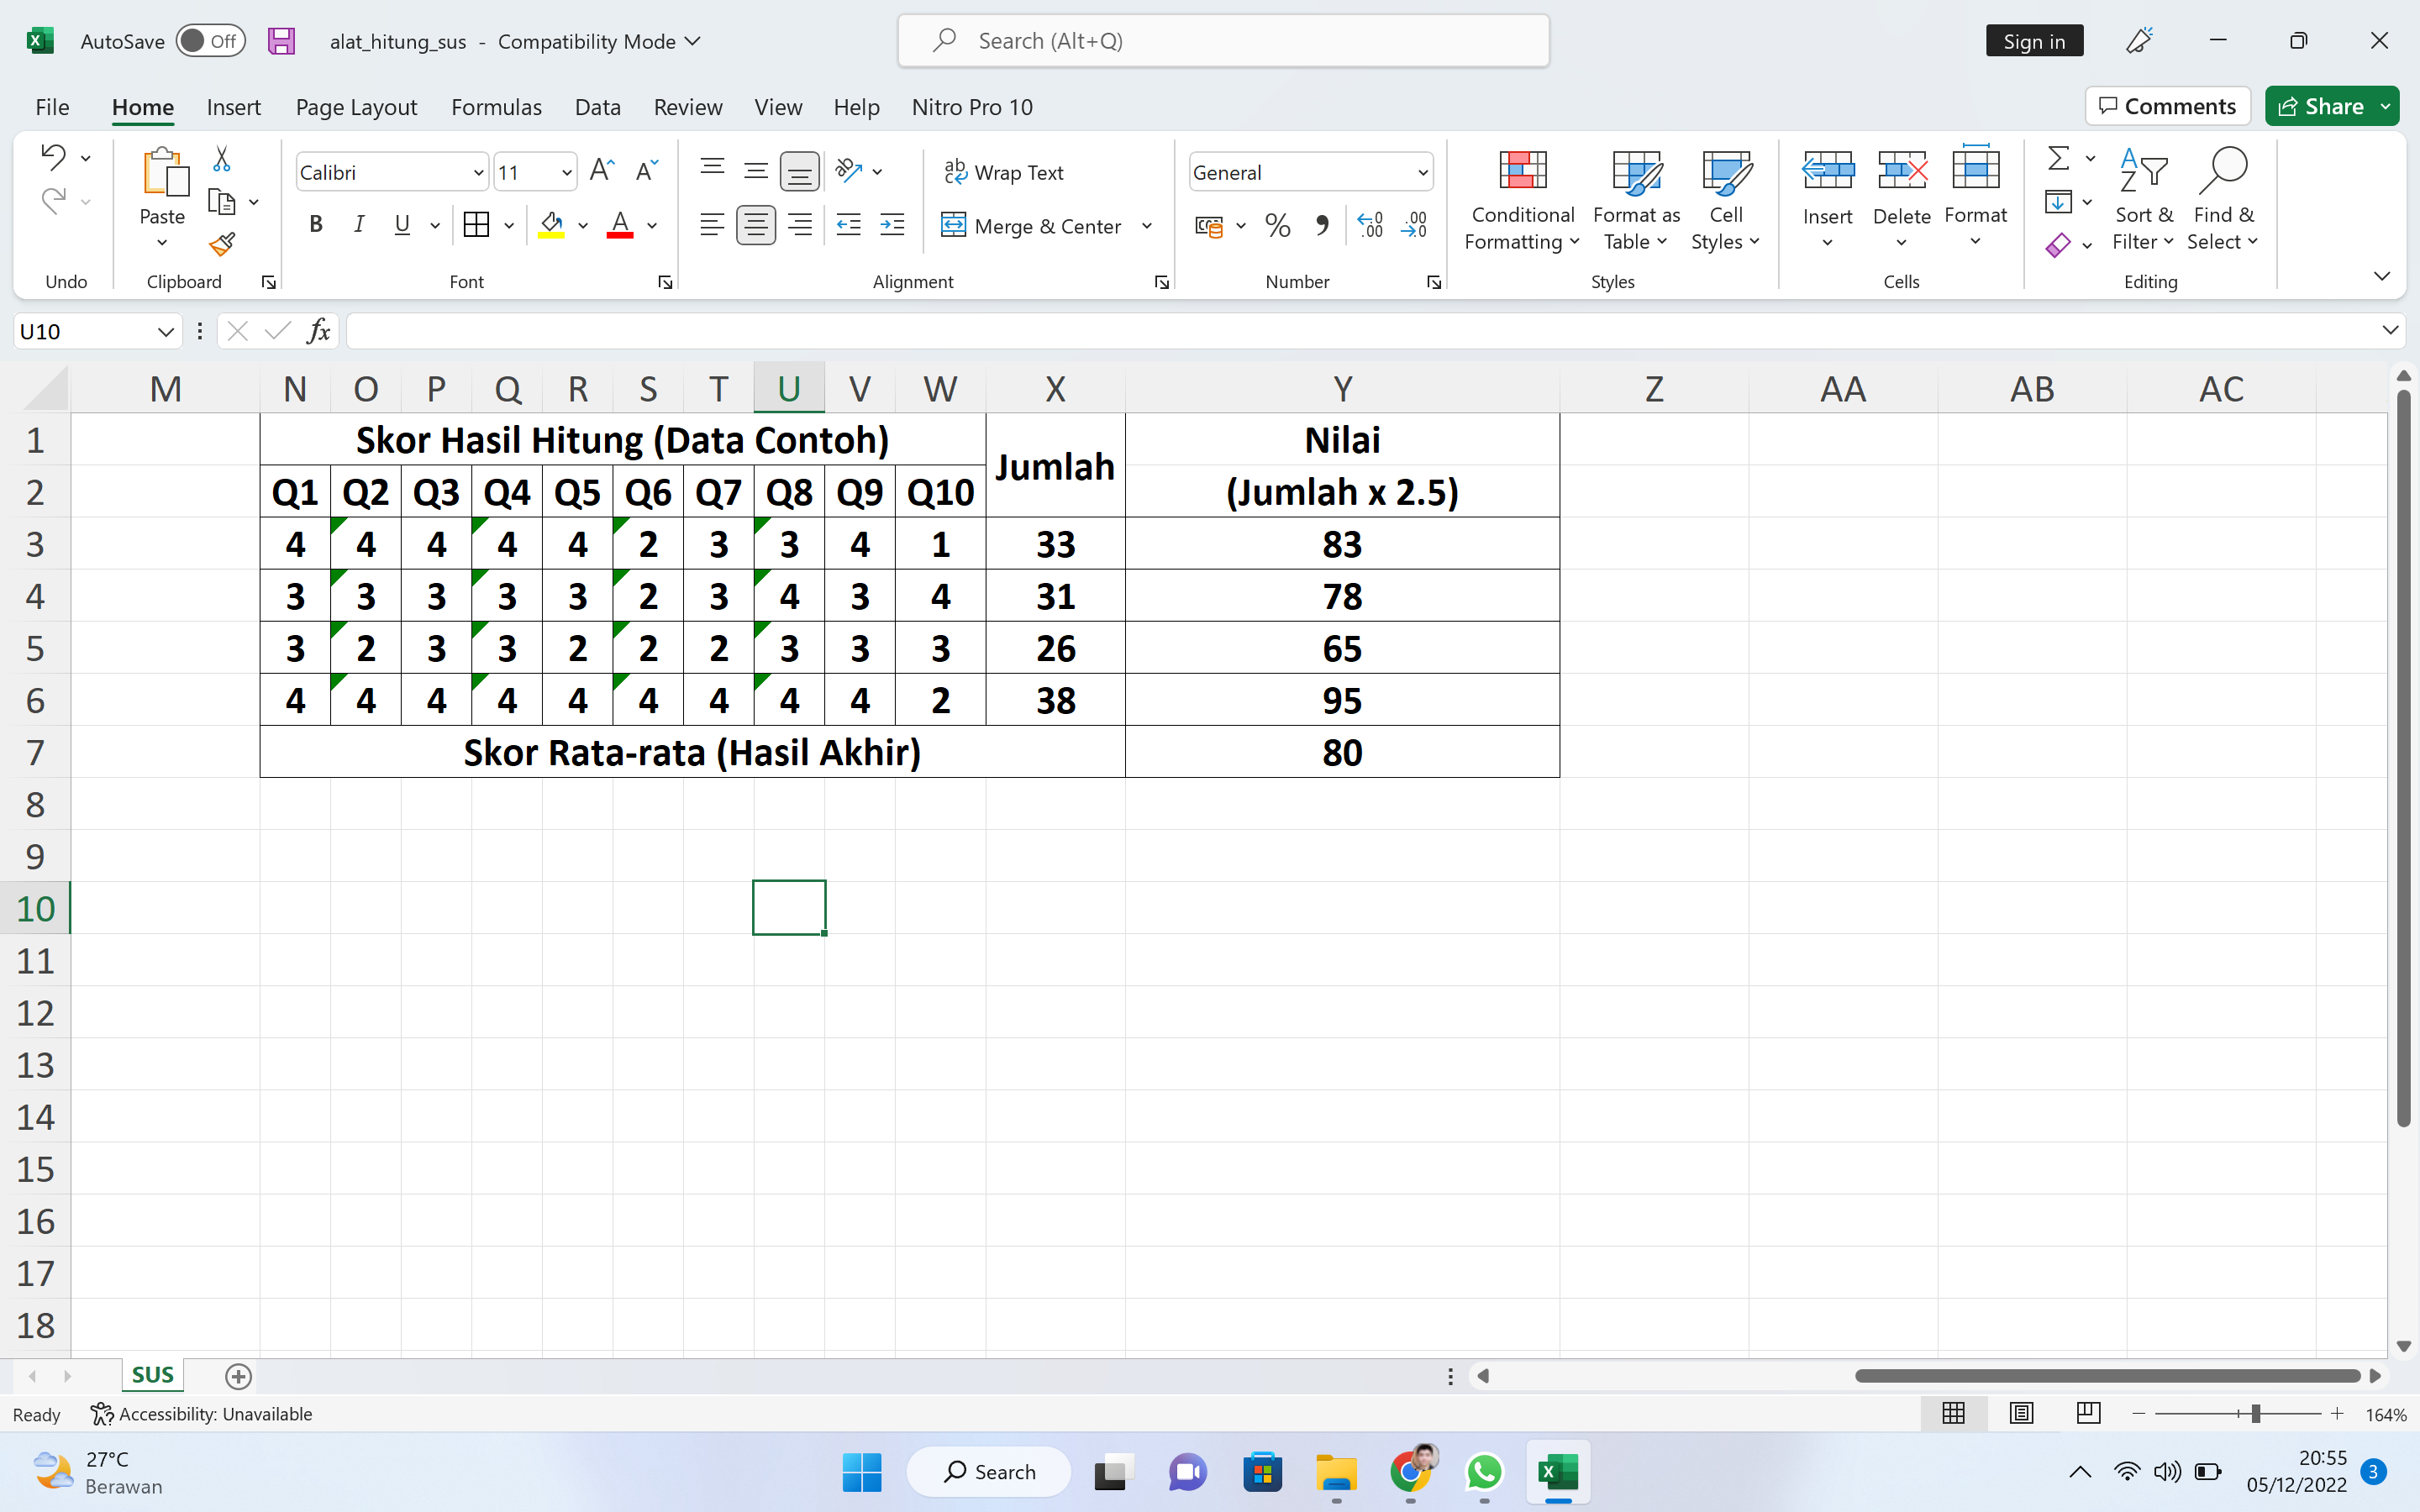 AutoSave Off alat_hitung_sus - Compatibility Mode Search (Alt+Q) Sign in
File Home Insert Page Layout Formulas Data Review View Help Nitro Pro 10 Comments Share
Paste Calibri 11 Wrap Text General Conditional Formatting Format as Table Cell Styles Insert Delete Format Sort & Filter Find & Select
B I U A Merge & Center % 9
Undo Clipboard Font Alignment Number Styles Cells Editing
U10 fx
M N O P Q R S T U V W X Y Z AA AB AC
1 Skor Hasil Hitung (Data Contoh) Jumlah Nilai
2 Q1 Q2 Q3 Q4 Q5 Q6 Q7 Q8 Q9 Q10 (Jumlah x 2.5)
3 4 4 4 4 4 2 3 3 4 1 33 83
4 3 3 3 3 3 2 3 4 3 4 31 78
5 3 2 3 3 2 2 2 3 3 3 26 65
6 4 4 4 4 4 4 4 4 4 2 38 95
7 Skor Rata-rata (Hasil Akhir) 80
8
9
10
11
12
13
14
15
16
17
18
SUS
Ready Accessibility: Unavailable 164%
27°C Search 20:55
Berawan 05/12/2022 3